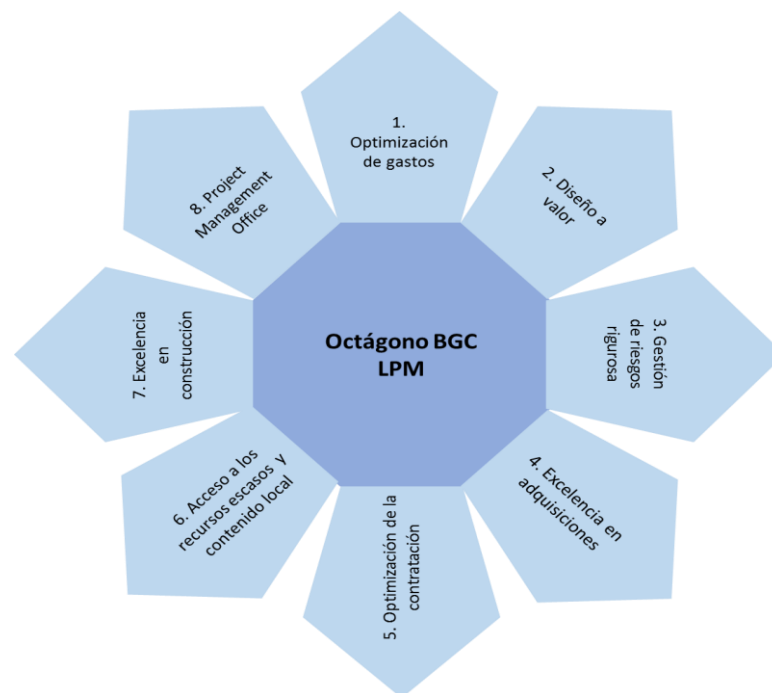 1.
Optimización
de gastos
2. Diseño a
valor
3. Gestión
de riesgos
rigurosa
4. Excelencia en
adquisiciones
5. Optimización de la
contratación
6. Acceso a los
recursos escasos y
contenido local
7. Excelencia
en
construcción
8. Project
Management
Office
Octágono BGC
LPM